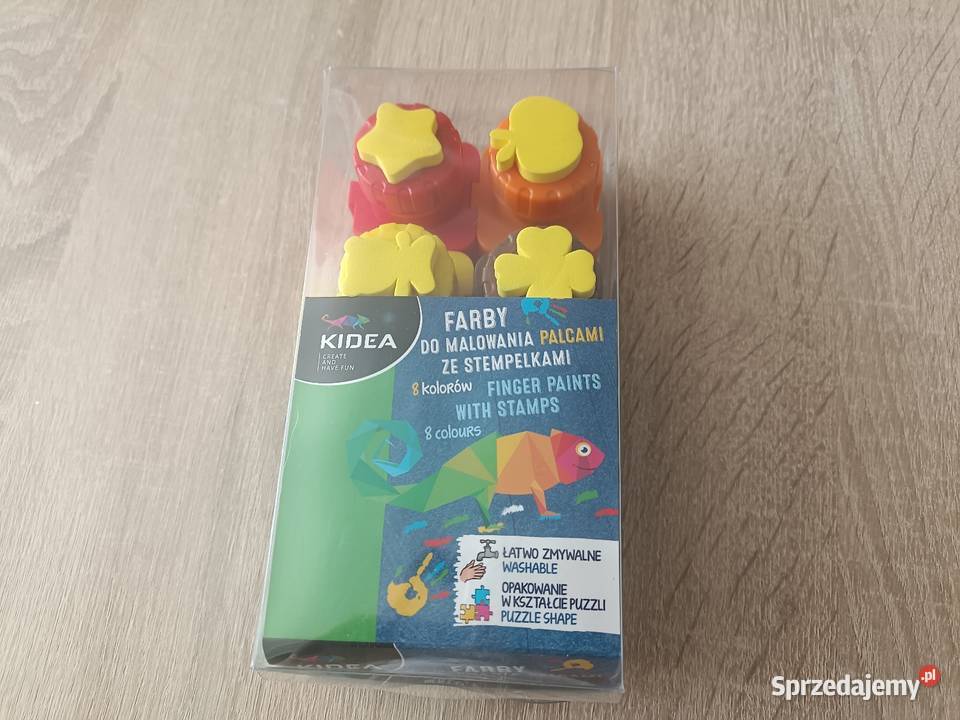 KIDEA
CREATE
AND
HAVE FUN
FARBY
DO MALOWANIA PALCAMI
ZE STEMPELKAMI
8 KOLORÓW FINGER PAINTS
WITH STAMPS
8 COLOURS
ŁATWO ZMYWALNE
WASHABLE
OPAKOWANIE
W KSZTAŁCIE PUZZLI
PUZZLE SHAPE
KIDEA
FARBY
Sprzedajemy.pl